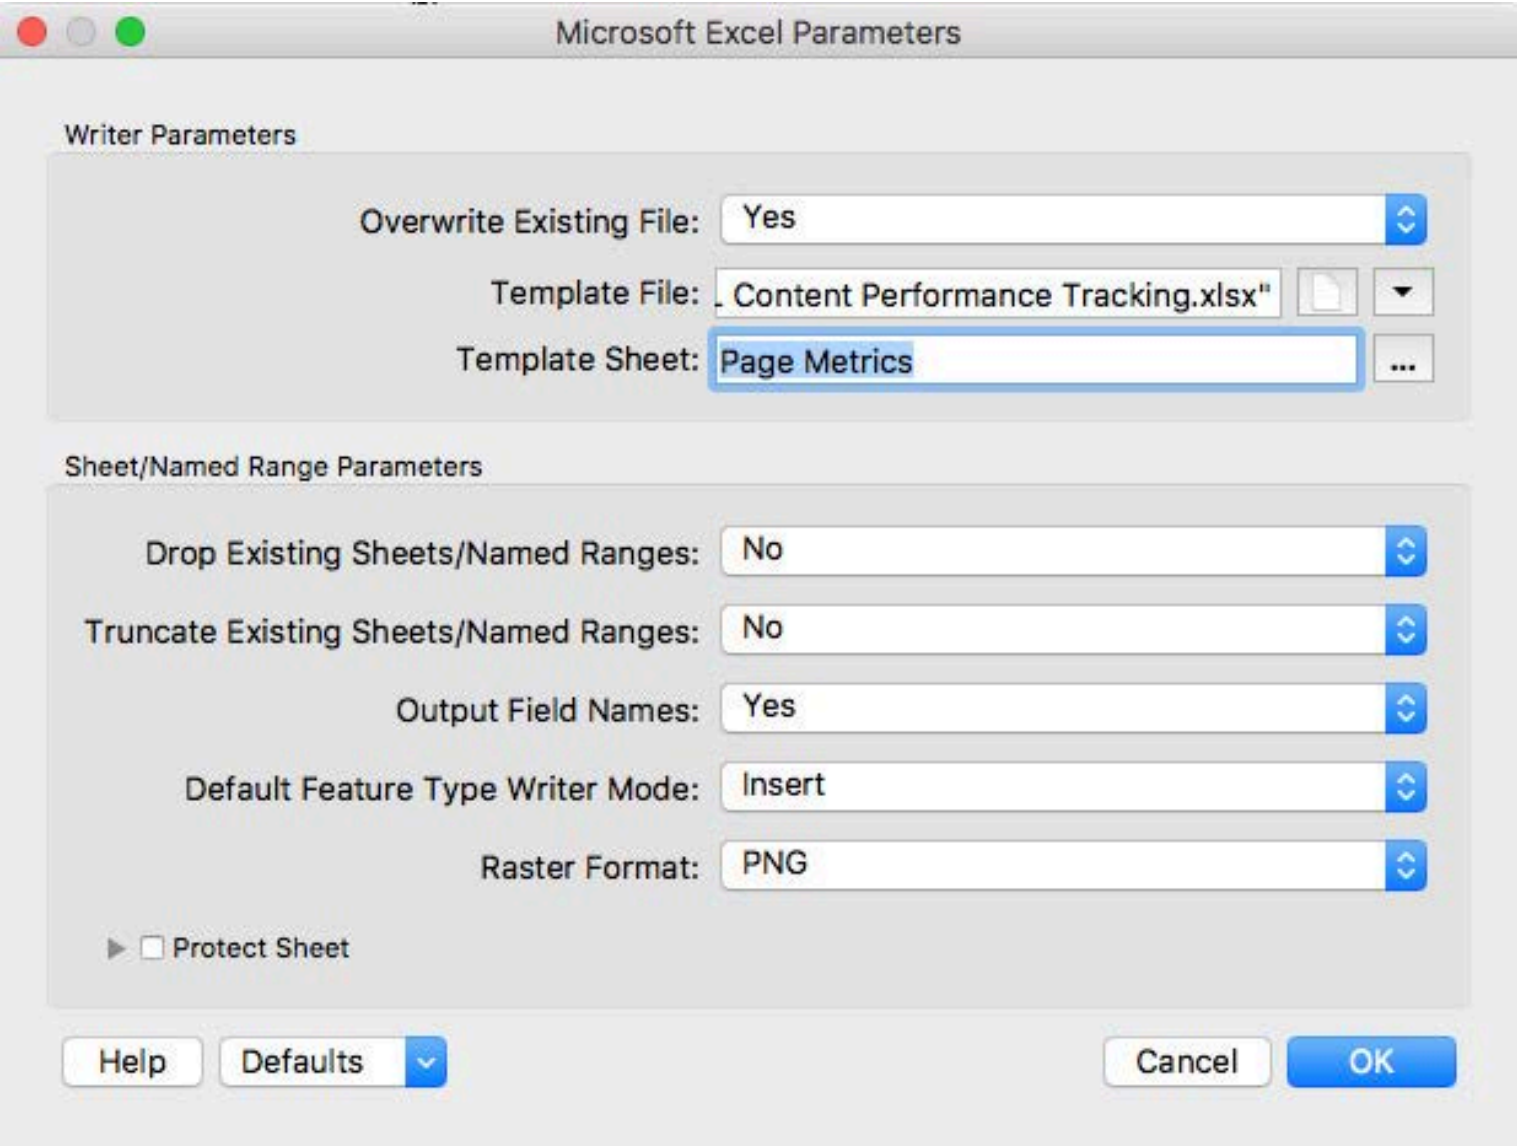 Microsoft Excel Parameters
Writer Parameters
Overwrite Existing File: Yes
Template File: . Content Performance Tracking.xlsx"
Template Sheet: Page Metrics ...
Sheet/Named Range Parameters
Drop Existing Sheets/Named Ranges: No
Truncate Existing Sheets/Named Ranges: No
Output Field Names: Yes
Default Feature Type Writer Mode: Insert
Raster Format: PNG
Protect Sheet
Help Defaults Cancel OK